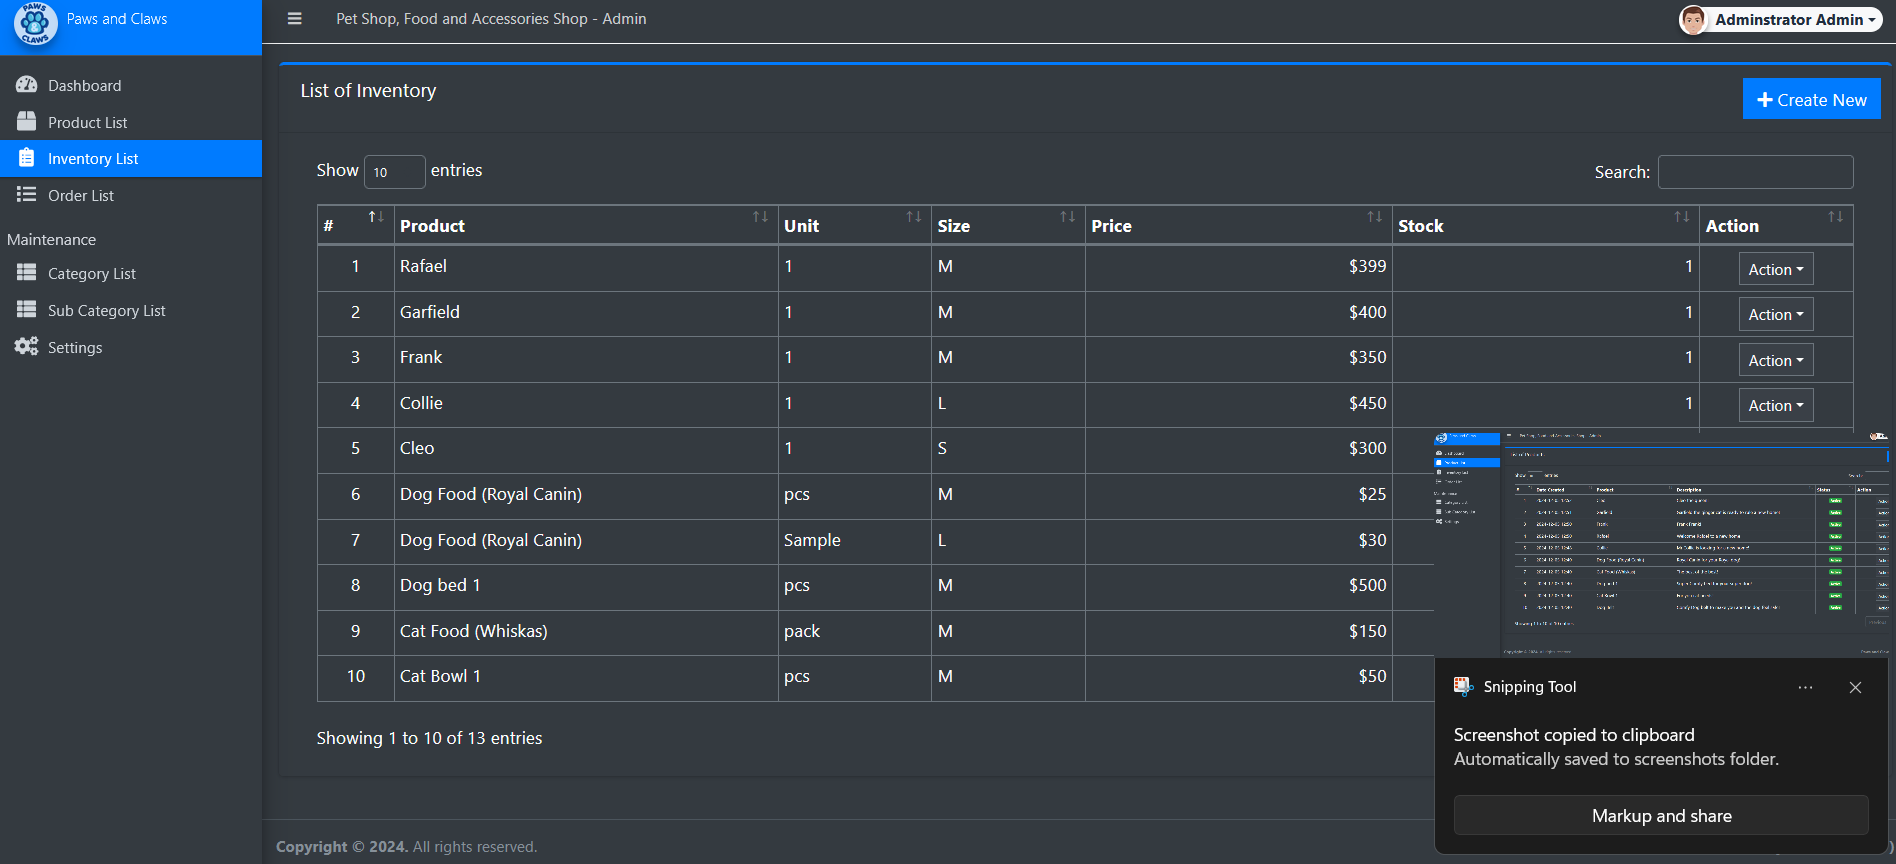 PAWS & CLAWS
Paws and Claws
Pet Shop, Food and Accessories Shop - Admin
Adminstrator Admin
Dashboard
Product List
Inventory List
Order List
Maintenance
Category List
Sub Category List
Settings
List of Inventory
Create New
Show 10 entries
Search:
# Product Unit Size Price Stock Action
1 Rafael 1 M $399 1 Action
2 Garfield 1 M $400 1 Action
3 Frank 1 M $350 1 Action
4 Collie 1 L $450 1 Action
5 Cleo 1 S $300
6 Dog Food (Royal Canin) pcs M $25
7 Dog Food (Royal Canin) Sample L $30
8 Dog bed 1 pcs M $500
9 Cat Food (Whiskas) pack M $150
10 Cat Bowl 1 pcs M $50
Showing 1 to 10 of 13 entries
Copyright © 2024. All rights reserved.
Snipping Tool
Screenshot copied to clipboard
Automatically saved to screenshots folder.
Markup and share